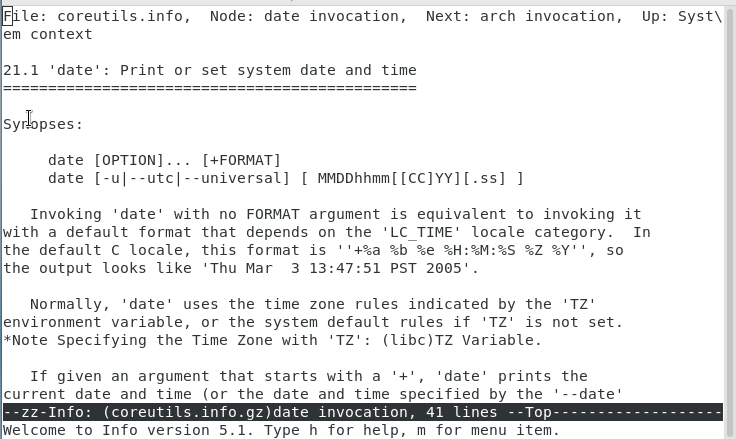 File: coreutils.info,  Node: date invocation,  Next: arch invocation,  Up: Syst\
em context
21.1 'date': Print or set system date and time
==============================================
Synopses:
     date [OPTION]... [+FORMAT]
     date [-u|--utc|--universal] [ MMDDhhmm[[CC]YY][.ss] ]
   Invoking 'date' with no FORMAT argument is equivalent to invoking it
with a default format that depends on the 'LC_TIME' locale category.  In
the default C locale, this format is ''+%a %b %e %H:%M:%S %Z %Y'', so
the output looks like 'Thu Mar  3 13:47:51 PST 2005'.
   Normally, 'date' uses the time zone rules indicated by the 'TZ'
environment variable, or the system default rules if 'TZ' is not set.
*Note Specifying the Time Zone with 'TZ': (libc)TZ Variable.
   If given an argument that starts with a '+', 'date' prints the
current date and time (or the date and time specified by the '--date'
--zz-Info: (coreutils.info.gz)date invocation, 41 lines --Top-------------------
Welcome to Info version 5.1. Type h for help, m for menu item.